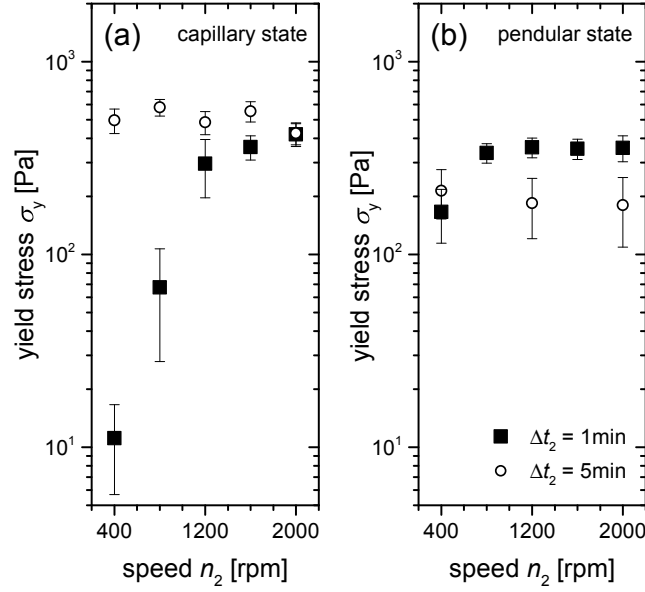 (a) capillary state
(b) pendular state
yield stress σy [Pa]
10³
10²
10¹
400 1200 2000
speed n₂ [rpm]
yield stress σy [Pa]
10³
10²
10¹
Δt₂ = 1min
Δt₂ = 5min
400 1200 2000
speed n₂ [rpm]